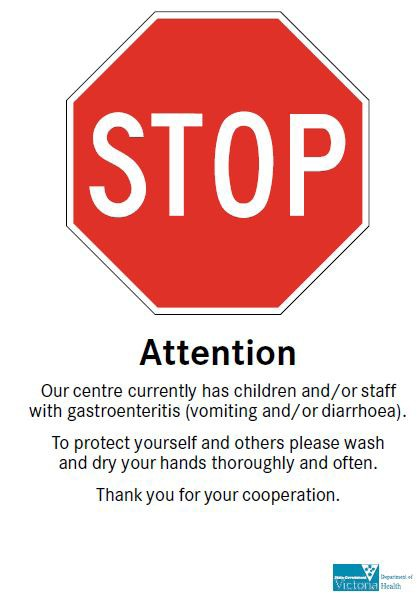 STOP
Attention
Our centre currently has children and/or staff
with gastroenteritis (vomiting and/or diarrhoea).
To protect yourself and others please wash
and dry your hands thoroughly and often.
Thank you for your cooperation.
State Government
Victoria
Department of
Health